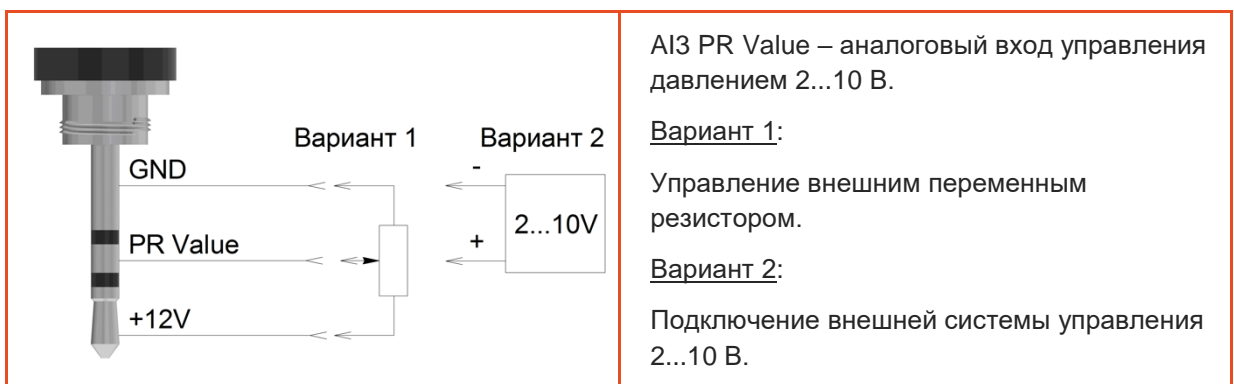 Вариант 1
Вариант 2
GND
-
2...10V
PR Value
+
+12V
AI3 PR Value – аналоговый вход управления
давлением 2...10 В.
Вариант 1:
Управление внешним переменным
резистором.
Вариант 2:
Подключение внешней системы управления
2...10 В.